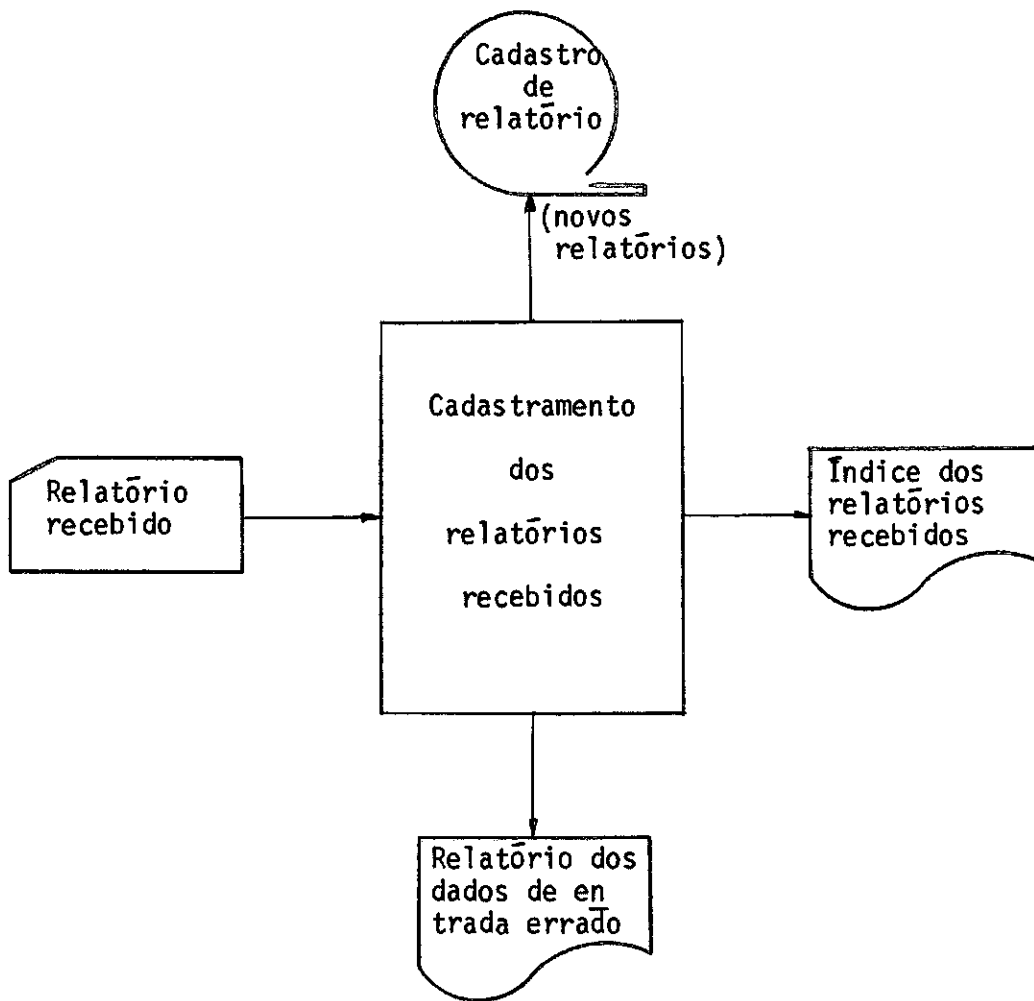 Cadastro
de
relatório
(novos
relatórios)
Cadastramento
dos
relatórios
recebidos
Relatório
recebido
Índice dos
relatórios
recebidos
Relatório dos
dados de en
trada errado